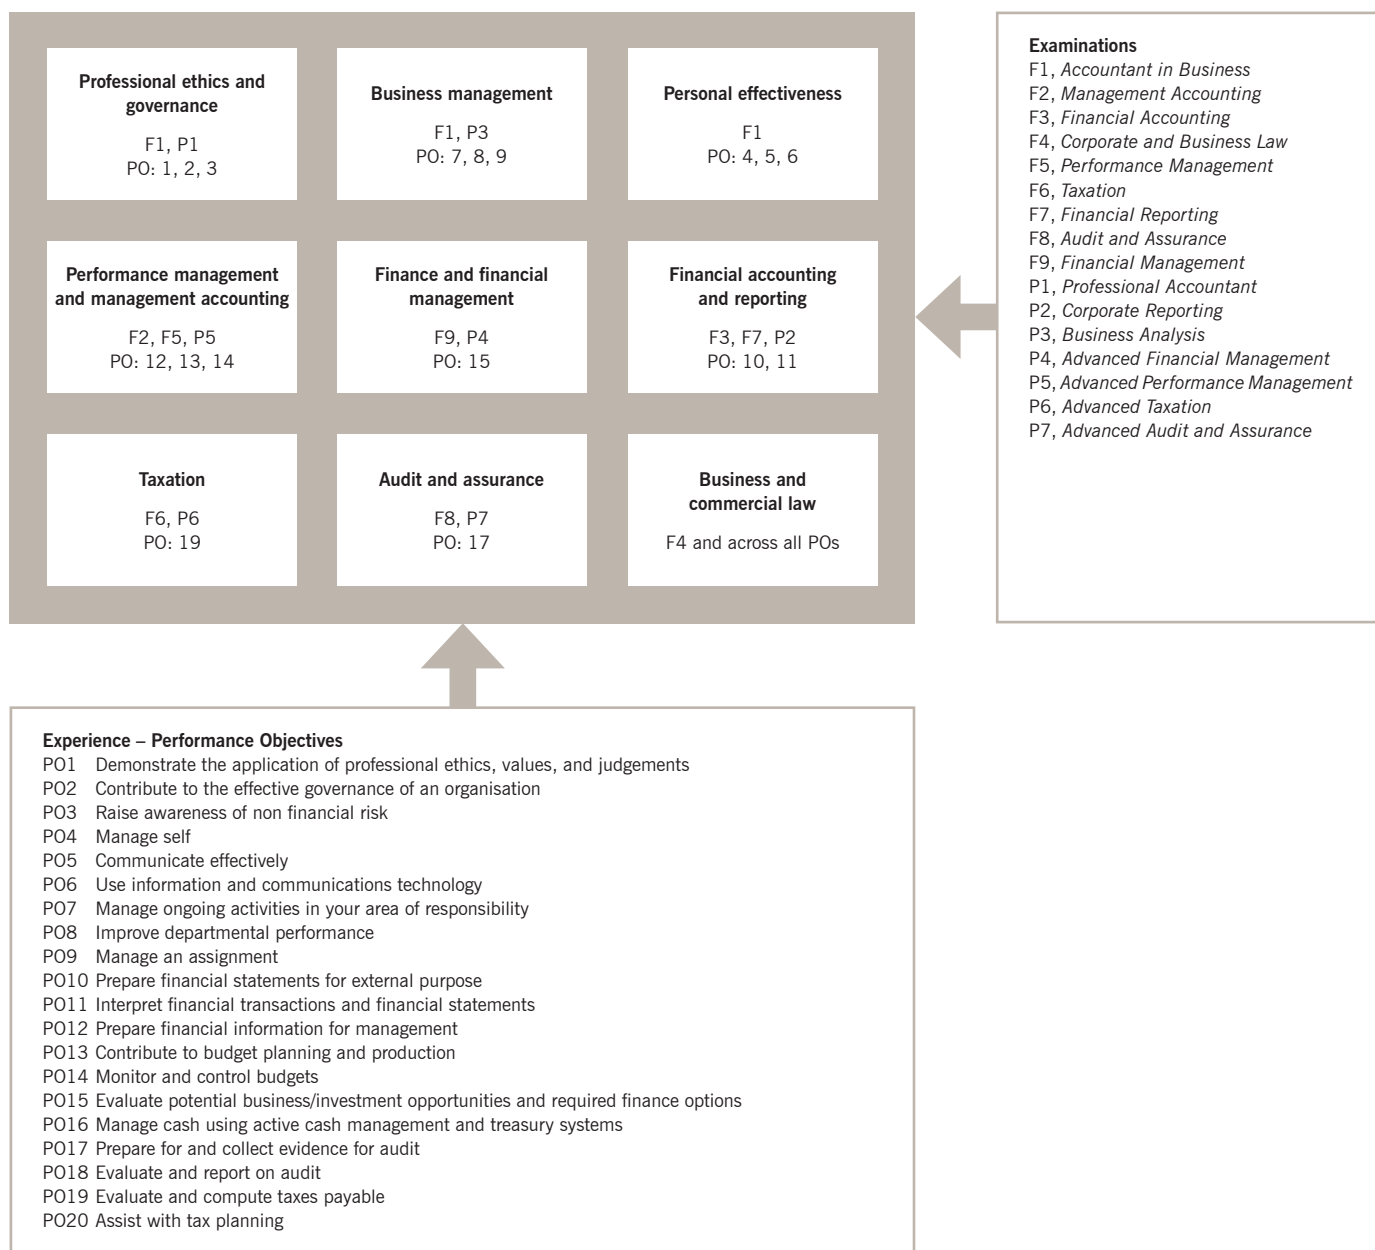 Professional ethics and
governance
F1, P1
PO: 1, 2, 3
Business management
F1, P3
PO: 7, 8, 9
Personal effectiveness
F1
PO: 4, 5, 6
Performance management
and management accounting
F2, F5, P5
PO: 12, 13, 14
Finance and financial
management
F9, P4
PO: 15
Financial accounting
and reporting
F3, F7, P2
PO: 10, 11
Taxation
F6, P6
PO: 19
Audit and assurance
F8, P7
PO: 17
Business and
commercial law
F4 and across all POs
Examinations
F1, Accountant in Business
F2, Management Accounting
F3, Financial Accounting
F4, Corporate and Business Law
F5, Performance Management
F6, Taxation
F7, Financial Reporting
F8, Audit and Assurance
F9, Financial Management
P1, Professional Accountant
P2, Corporate Reporting
P3, Business Analysis
P4, Advanced Financial Management
P5, Advanced Performance Management
P6, Advanced Taxation
P7, Advanced Audit and Assurance
Experience – Performance Objectives
PO1 Demonstrate the application of professional ethics, values, and judgements
PO2 Contribute to the effective governance of an organisation
PO3 Raise awareness of non financial risk
PO4 Manage self
PO5 Communicate effectively
PO6 Use information and communications technology
PO7 Manage ongoing activities in your area of responsibility
PO8 Improve departmental performance
PO9 Manage an assignment
PO10 Prepare financial statements for external purpose
PO11 Interpret financial transactions and financial statements
PO12 Prepare financial information for management
PO13 Contribute to budget planning and production
PO14 Monitor and control budgets
PO15 Evaluate potential business/investment opportunities and required finance options
PO16 Manage cash using active cash management and treasury systems
PO17 Prepare for and collect evidence for audit
PO18 Evaluate and report on audit
PO19 Evaluate and compute taxes payable
PO20 Assist with tax planning